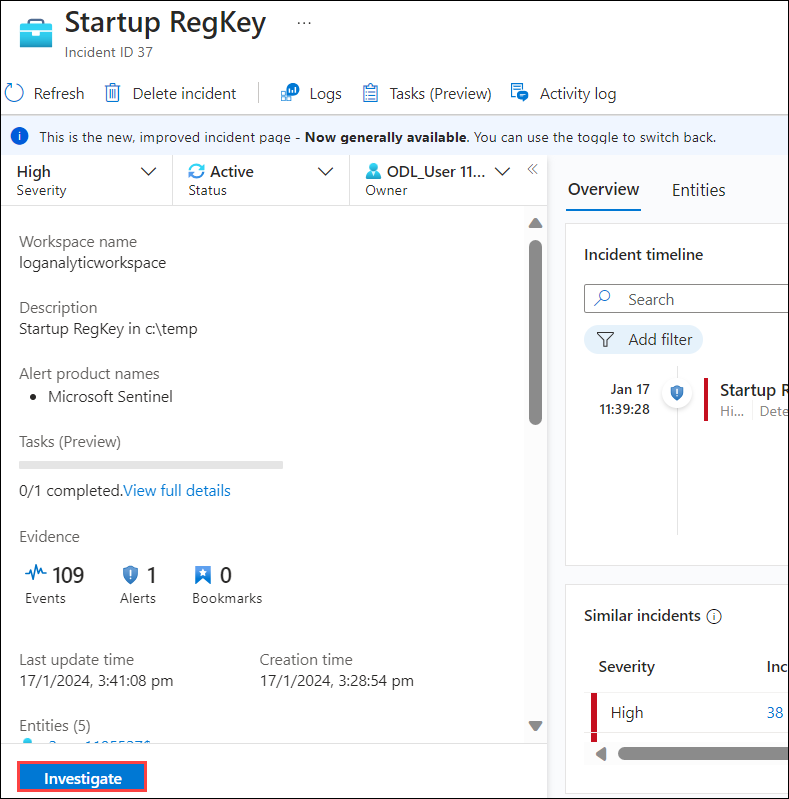 Startup RegKey ...
Incident ID 37
Refresh Delete incident Logs Tasks (Preview) Activity log
This is the new, improved incident page - Now generally available. You can use the toggle to switch back.
High
Severity
Active
Status
ODL_User 11...
Owner
Workspace name
loganalyticworkspace
Description
Startup RegKey in c:\temp
Alert product names
• Microsoft Sentinel
Tasks (Preview)
0/1 completed.View full details
Evidence
109
Events
1
Alerts
0
Bookmarks
Last update time
17/1/2024, 3:41:08 pm
Creation time
17/1/2024, 3:28:54 pm
Entities (5)
Investigate
Overview Entities
Incident timeline
Search
Add filter
Jan 17
11:39:28
Startup R
Hi... Dete
Similar incidents
Severity Inc
High 38